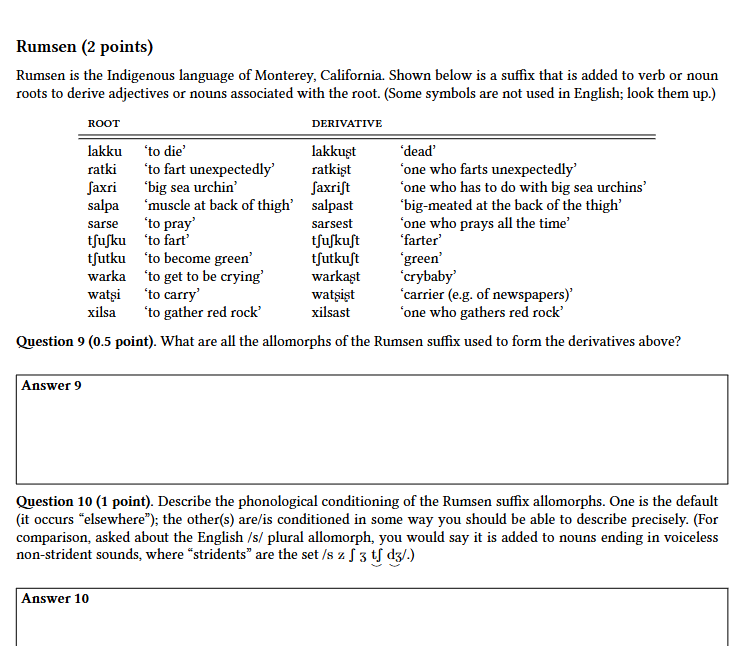 Rumsen (2 points)
Rumsen is the Indigenous language of Monterey, California. Shown below is a suffix that is added to verb or noun
roots to derive adjectives or nouns associated with the root. (Some symbols are not used in English; look them up.)
ROOT DERIVATIVE
lakku ‘to die’ lakkuʂt ‘dead’
ratki ‘to fart unexpectedly’ ratkiʂt ‘one who farts unexpectedly’
ʃaxri ‘big sea urchin’ ʃaxriʃt ‘one who has to do with big sea urchins’
salpa ‘muscle at back of thigh’ salpast ‘big-meated at the back of the thigh’
sarse ‘to pray’ sarsest ‘one who prays all the time’
tʃuʃku ‘to fart’ tʃuʃkuʃt ‘farter’
tʃutku ‘to become green’ tʃutkuʃt ‘green’
warka ‘to get to be crying’ warkaʂt ‘crybaby’
watʂi ‘to carry’ watʂiʂt ‘carrier (e.g. of newspapers)’
xilsa ‘to gather red rock’ xilsast ‘one who gathers red rock’
Question 9 (0.5 point). What are all the allomorphs of the Rumsen suffix used to form the derivatives above?
Answer 9
Question 10 (1 point). Describe the phonological conditioning of the Rumsen suffix allomorphs. One is the default
(it occurs “elsewhere”); the other(s) are/is conditioned in some way you should be able to describe precisely. (For
comparison, asked about the English /s/ plural allomorph, you would say it is added to nouns ending in voiceless
non-strident sounds, where “stridents” are the set /s z ʃ ʒ t͜ʃ d͜ʒ/.)
Answer 10